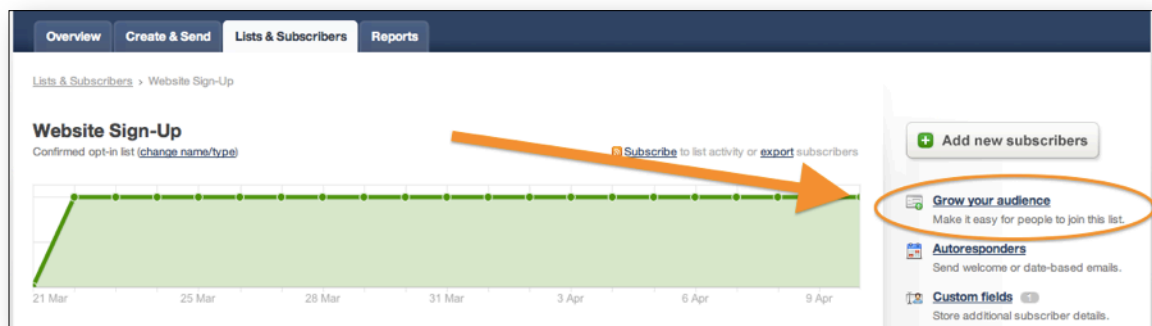 Overview Create & Send Lists & Subscribers Reports
Lists & Subscribers › Website Sign-Up
Website Sign-Up
Confirmed opt-in list (change name/type)
Subscribe to list activity or export subscribers
21 Mar 25 Mar 28 Mar 31 Mar 3 Apr 6 Apr 9 Apr
Add new subscribers
Grow your audience
Make it easy for people to join this list.
Autoresponders
Send welcome or date-based emails.
Custom fields 1
Store additional subscriber details.